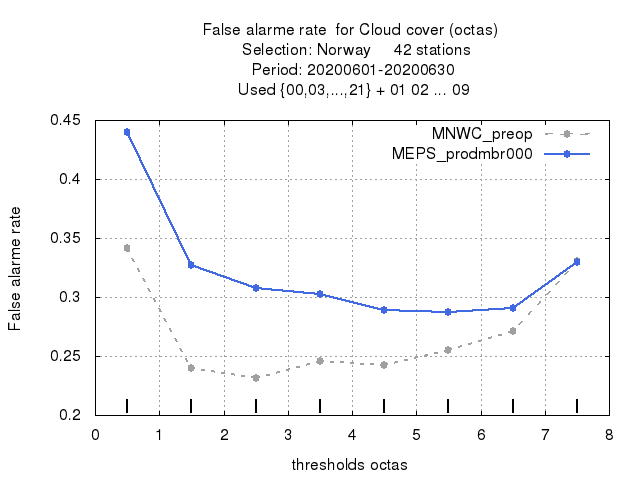 False alarme rate  for Cloud cover (octas)
Selection: Norway     42 stations
Period: 20200601-20200630
Used {00,03,...,21} + 01 02 ... 09
MNWC_preop
MEPS_prodmbr000
False alarme rate
0.45
0.4
0.35
0.3
0.25
0.2
0 1 2 3 4 5 6 7 8
thresholds octas